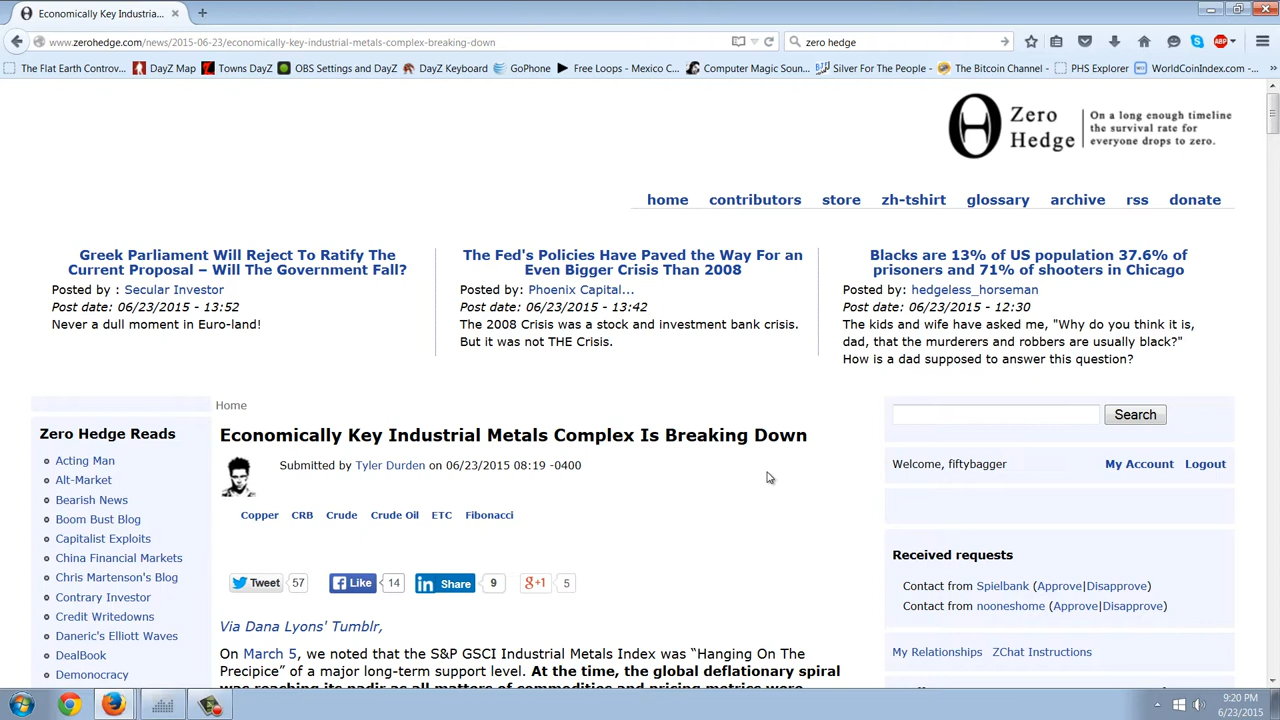 Economically Key Industria...
www.zerohedge.com/news/2015-06-23/economically-key-industrial-metals-complex-breaking-down
zero hedge
ABP
The Flat Earth Controv...
DayZ Map
Towns DayZ
OBS Settings and DayZ
DayZ Keyboard
GoPhone
Free Loops - Mexico C...
Computer Magic Soun...
Silver For The People - ...
The Bitcoin Channel -
PHS Explorer
WorldCoinIndex.com -...
Zero
Hedge
On a long enough timeline
the survival rate for
everyone drops to zero.
home contributors store zh-tshirt glossary archive rss donate
Greek Parliament Will Reject To Ratify The
Current Proposal – Will The Government Fall?
Posted by : Secular Investor
Post date: 06/23/2015 - 13:52
Never a dull moment in Euro-land!
The Fed's Policies Have Paved the Way For an
Even Bigger Crisis Than 2008
Posted by: Phoenix Capital...
Post date: 06/23/2015 - 13:42
The 2008 Crisis was a stock and investment bank crisis.
But it was not THE Crisis.
Blacks are 13% of US population 37.6% of
prisoners and 71% of shooters in Chicago
Posted by: hedgeless_horseman
Post date: 06/23/2015 - 12:30
The kids and wife have asked me, "Why do you think it is,
dad, that the murderers and robbers are usually black?"
How is a dad supposed to answer this question?
Zero Hedge Reads
Acting Man
Alt-Market
Bearish News
Boom Bust Blog
Capitalist Exploits
China Financial Markets
Chris Martenson's Blog
Contrary Investor
Credit Writedowns
Daneric's Elliott Waves
DealBook
Demonocracy
Home
Economically Key Industrial Metals Complex Is Breaking Down
Submitted by Tyler Durden on 06/23/2015 08:19 -0400
Copper CRB Crude Crude Oil ETC Fibonacci
Tweet 57 Like 14 in Share 9 g+1 5
Via Dana Lyons' Tumblr,
On March 5, we noted that the S&P GSCI Industrial Metals Index was “Hanging On The
Precipice” of a major long-term support level. At the time, the global deflationary spiral
was reaching its nadir as all matters of commodities and pricing metrics were
Search
Welcome, fiftybagger My Account Logout
Received requests
Contact from Spielbank (Approve|Disapprove)
Contact from nooneshome (Approve|Disapprove)
My Relationships ZChat Instructions
9:20 PM
6/23/2015